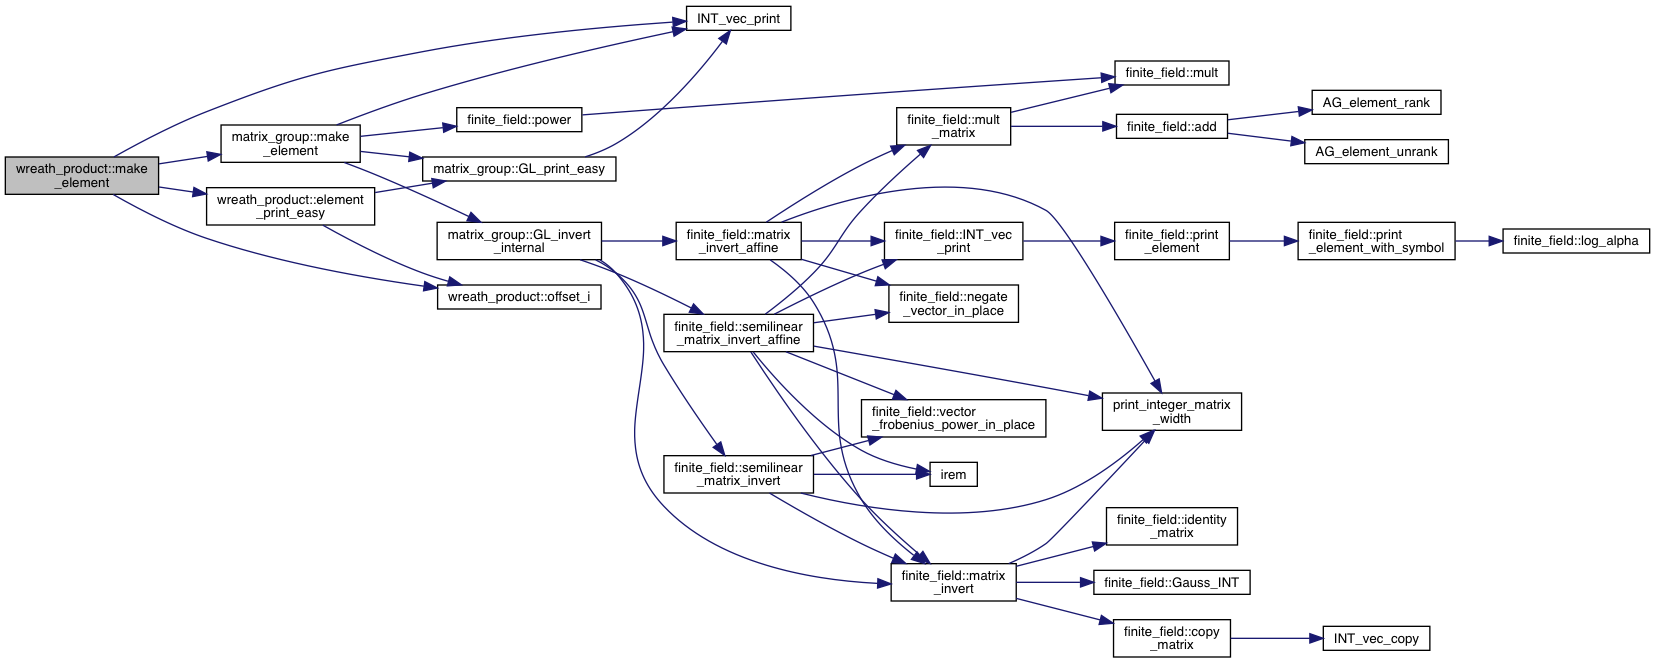 wreath_product::make
_element
INT_vec_print
matrix_group::make
_element
wreath_product::element
_print_easy
finite_field::power
matrix_group::GL_print_easy
matrix_group::GL_invert
_internal
wreath_product::offset_i
finite_field::matrix
_invert_affine
finite_field::semilinear
_matrix_invert_affine
finite_field::semilinear
_matrix_invert
finite_field::mult
_matrix
finite_field::INT_vec
_print
finite_field::negate
_vector_in_place
finite_field::vector
_frobenius_power_in_place
irem
finite_field::matrix
_invert
finite_field::mult
finite_field::add
finite_field::print
_element
print_integer_matrix
_width
finite_field::identity
_matrix
finite_field::Gauss_INT
finite_field::copy
_matrix
AG_element_rank
AG_element_unrank
finite_field::print
_element_with_symbol
INT_vec_copy
finite_field::log_alpha